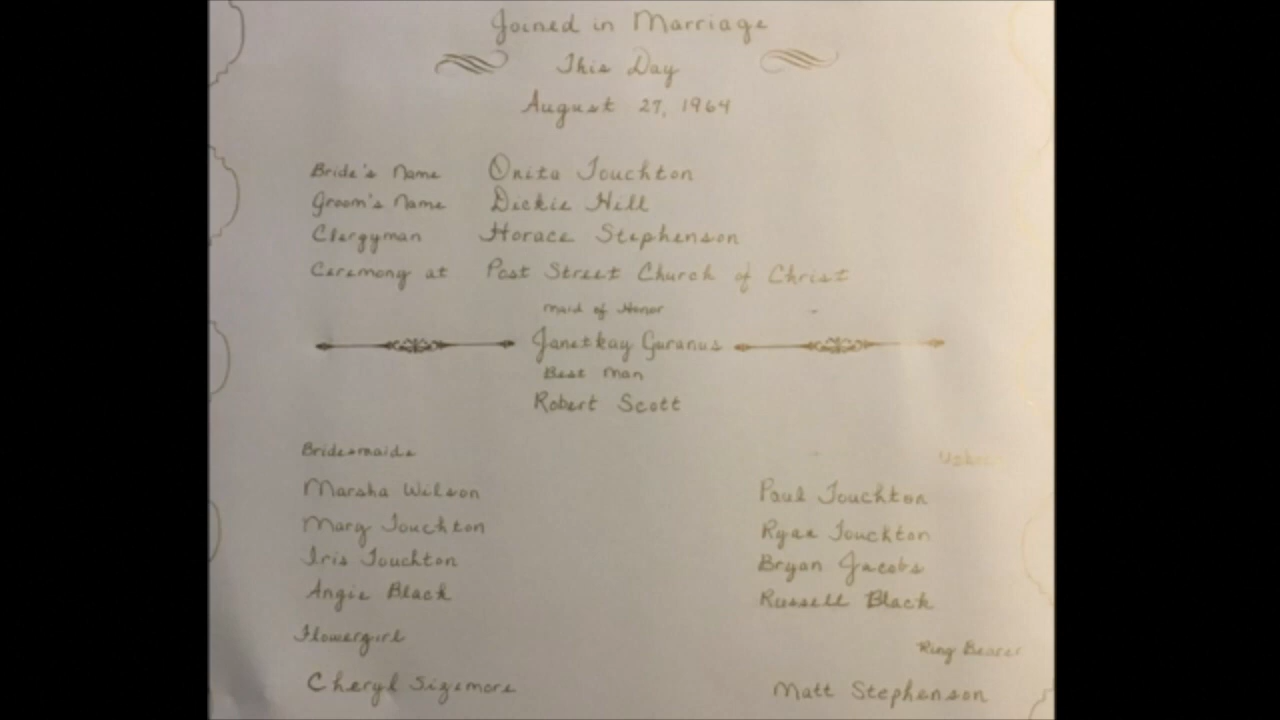 Joined in Marriage
This Day
August 27, 1964
Bride's Name Onita Touchton
Groom's Name Dickie Hill
Clergyman Horace Stephenson
Ceremony at Post Street Church of Christ
Maid of Honor
Janetkay Guranus
Best Man
Robert Scott
Bridesmaids Ushers
Marsha Wilson Paul Touchton
Mary Touchton Ryan Touchton
Iris Touchton Bryan Jacobs
Angie Black Russell Black
Flowergirl Ring Bearer
Cheryl Sizemore Matt Stephenson